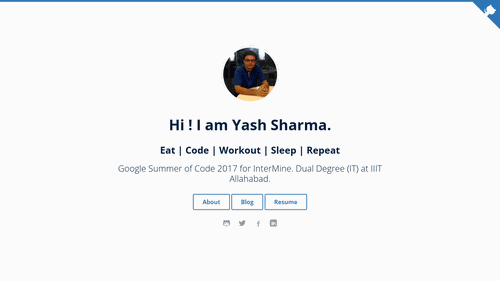 Hi ! I am Yash Sharma.
Eat | Code | Workout | Sleep | Repeat
Google Summer of Code 2017 for InterMine. Dual Degree (IT) at IIIT
Allahabad.
About Blog Resume